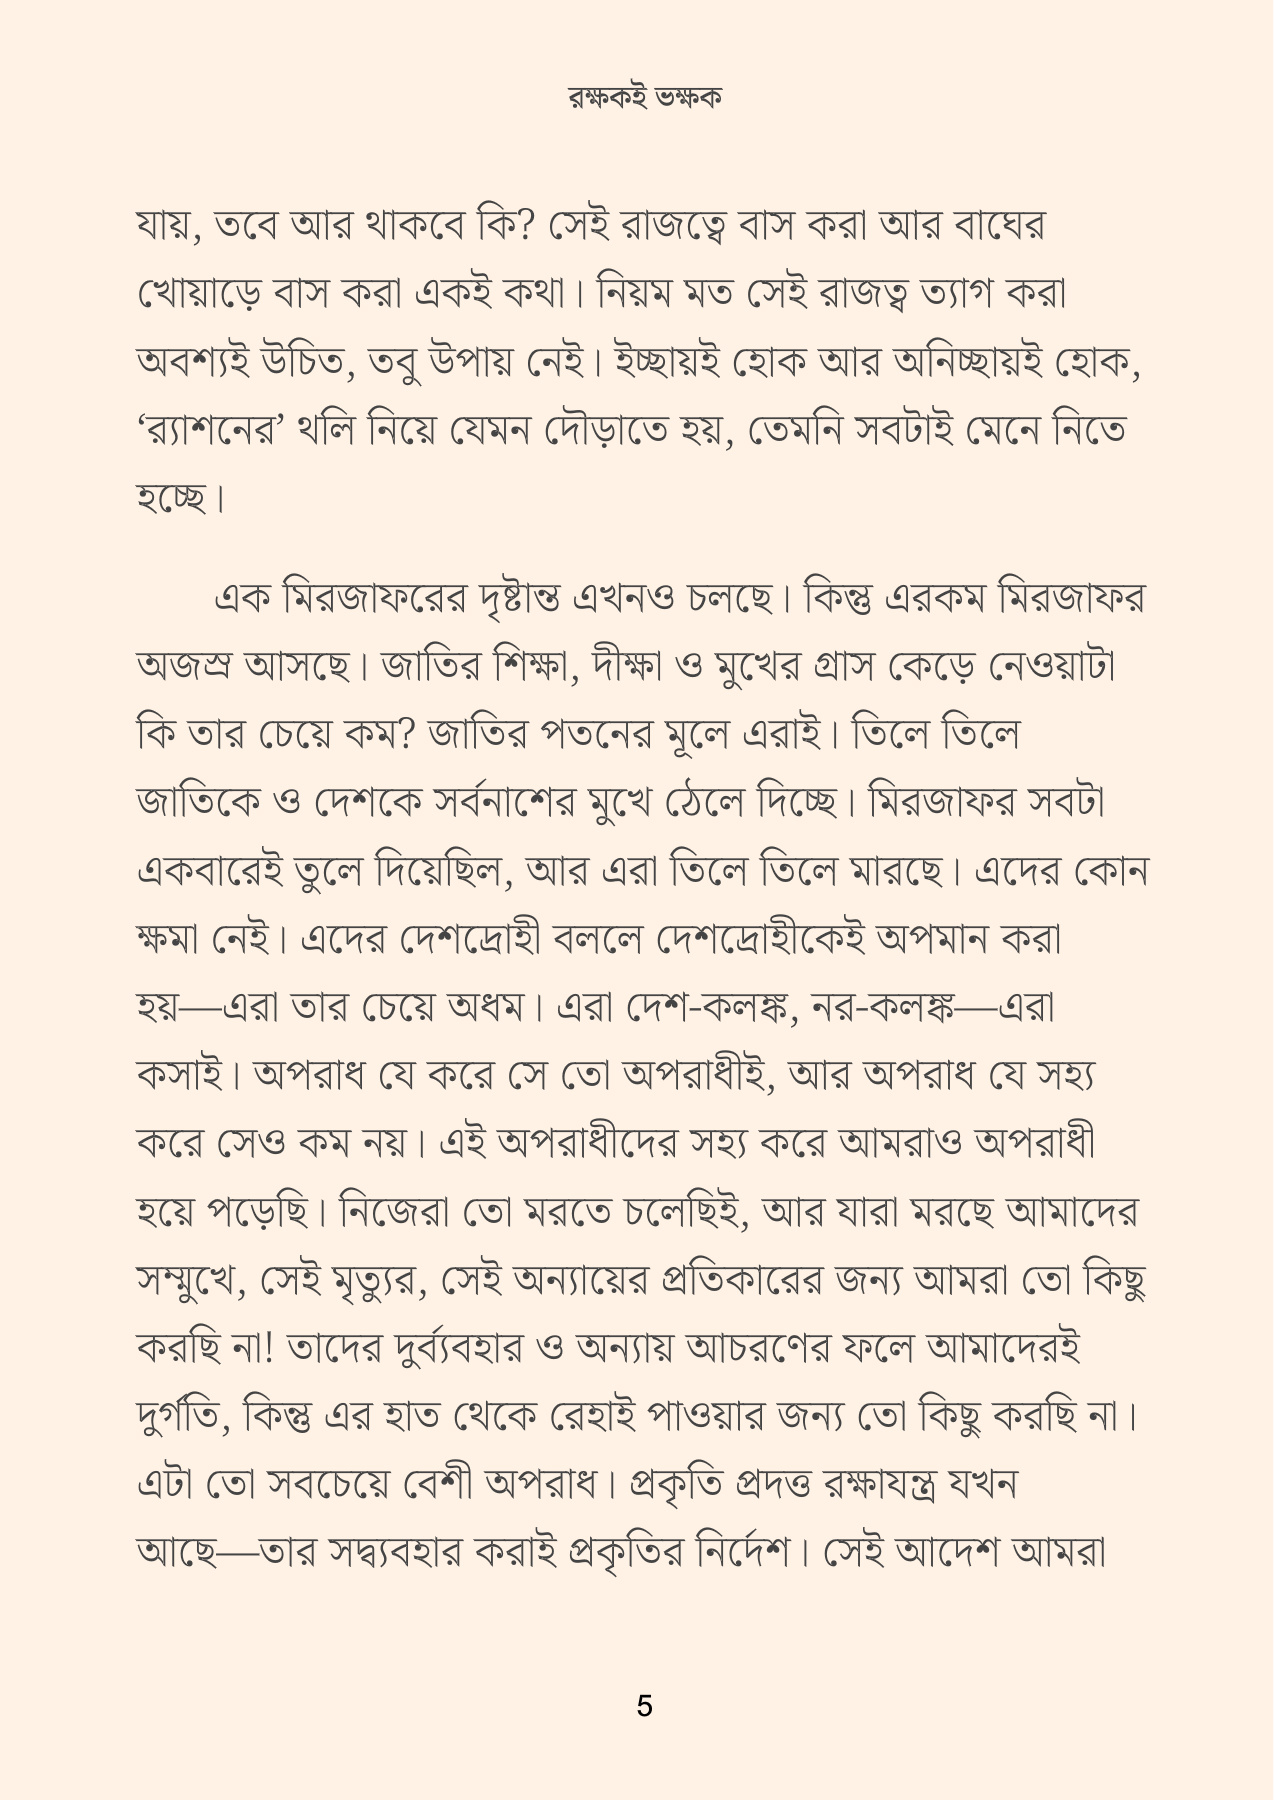 রক্ষকই ভক্ষক
যায়, তবে আর থাকবে কি? সেই রাজত্বে বাস করা আর বাঘের
খোয়াড়ে বাস করা একই কথা। নিয়ম মত সেই রাজত্ব ত্যাগ করা
অবশ্যই উচিত, তবু উপায় নেই। ইচ্ছায়ই হোক আর অনিচ্ছায়ই হোক,
‘র‍্যাশনের’ থলি নিয়ে যেমন দৌড়াতে হয়, তেমনি সবটাই মেনে নিতে
হচ্ছে।
এক মিরজাফরের দৃষ্টান্ত এখনও চলছে। কিন্তু এরকম মিরজাফর
অজস্র আসছে। জাতির শিক্ষা, দীক্ষা ও মুখের গ্রাস কেড়ে নেওয়াটা
কি তার চেয়ে কম? জাতির পতনের মূলে এরাই। তিলে তিলে
জাতিকে ও দেশকে সর্বনাশের মুখে ঠেলে দিচ্ছে। মিরজাফর সবটা
একবারেই তুলে দিয়েছিল, আর এরা তিলে তিলে মারছে। এদের কোন
ক্ষমা নেই। এদের দেশদ্রোহী বললে দেশদ্রোহীকেই অপমান করা
হয়—এরা তার চেয়ে অধম। এরা দেশ-কলঙ্ক, নর-কলঙ্ক—এরা
কসাই। অপরাধ যে করে সে তো অপরাধীই, আর অপরাধ যে সহ্য
করে সেও কম নয়। এই অপরাধীদের সহ্য করে আমরাও অপরাধী
হয়ে পড়েছি। নিজেরা তো মরতে চলেছিই, আর যারা মরছে আমাদের
সম্মুখে, সেই মৃত্যুর, সেই অন্যায়ের প্রতিকারের জন্য আমরা তো কিছু
করছি না! তাদের দুর্ব্যবহার ও অন্যায় আচরণের ফলে আমাদেরই
দুর্গতি, কিন্তু এর হাত থেকে রেহাই পাওয়ার জন্য তো কিছু করছি না।
এটা তো সবচেয়ে বেশী অপরাধ। প্রকৃতি প্রদত্ত রক্ষাযন্ত্র যখন
আছে—তার সদ্ব্যবহার করাই প্রকৃতির নির্দেশ। সেই আদেশ আমরা
5